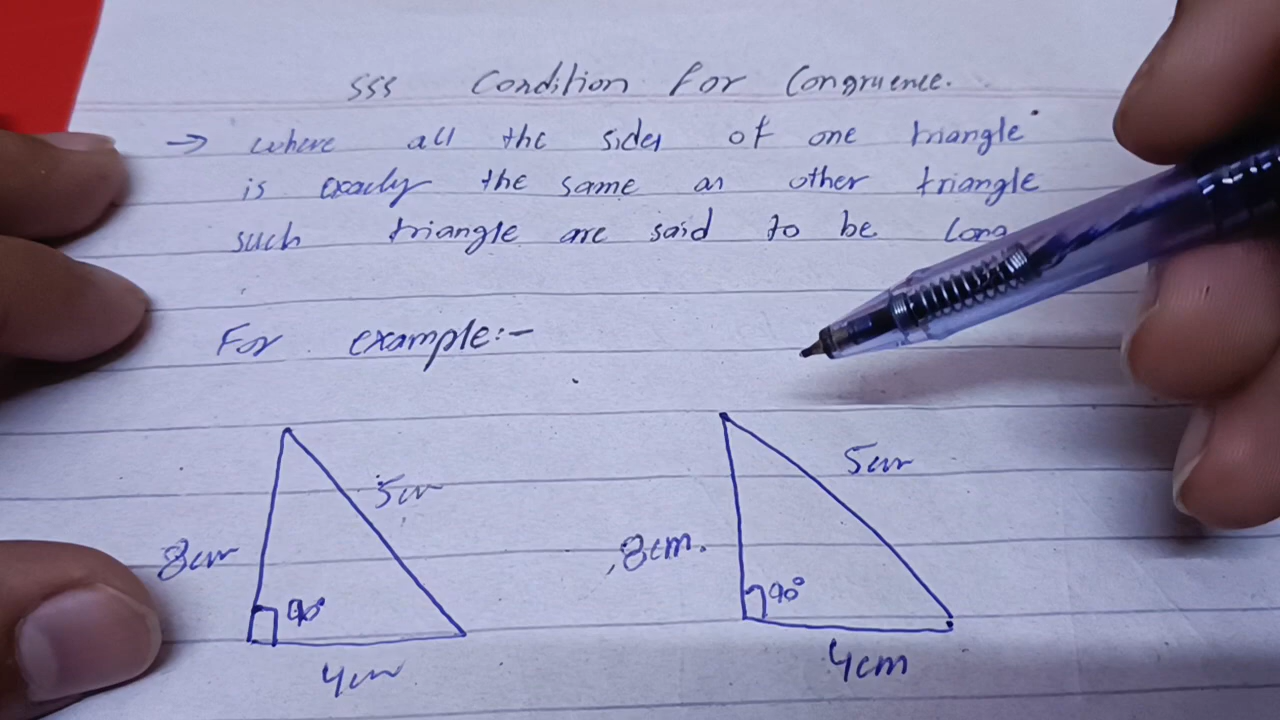 SSS Condition For Congruence.
→ where all the sides of one triangle
is exactly the same as other triangle
such triangle are said to be Cong
For example:-
5cm
5cm
8cm
8cm.
90°
90°
4cm
4cm